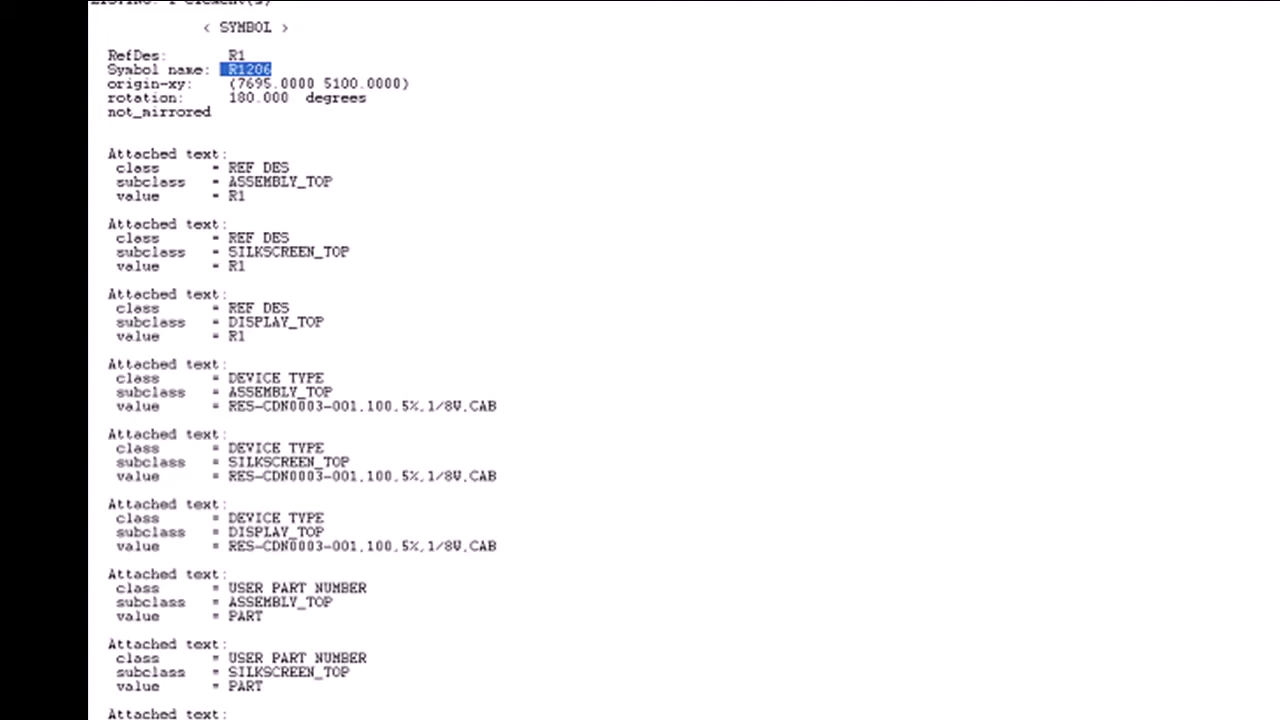 LISTING: 1 element(s)
< SYMBOL >
RefDes: R1
Symbol name: R1206
origin-xy: (7695.0000 5100.0000)
rotation: 180.000 degrees
not_mirrored
Attached text:
class = REF DES
subclass = ASSEMBLY_TOP
value = R1
Attached text:
class = REF DES
subclass = SILKSCREEN_TOP
value = R1
Attached text:
class = REF DES
subclass = DISPLAY_TOP
value = R1
Attached text:
class = DEVICE TYPE
subclass = ASSEMBLY_TOP
value = RES-CDN0003-001,100,5%,1/8W,CAB
Attached text:
class = DEVICE TYPE
subclass = SILKSCREEN_TOP
value = RES-CDN0003-001,100,5%,1/8W,CAB
Attached text:
class = DEVICE TYPE
subclass = DISPLAY_TOP
value = RES-CDN0003-001,100,5%,1/8W,CAB
Attached text:
class = USER PART NUMBER
subclass = ASSEMBLY_TOP
value = PART
Attached text:
class = USER PART NUMBER
subclass = SILKSCREEN_TOP
value = PART
Attached text: